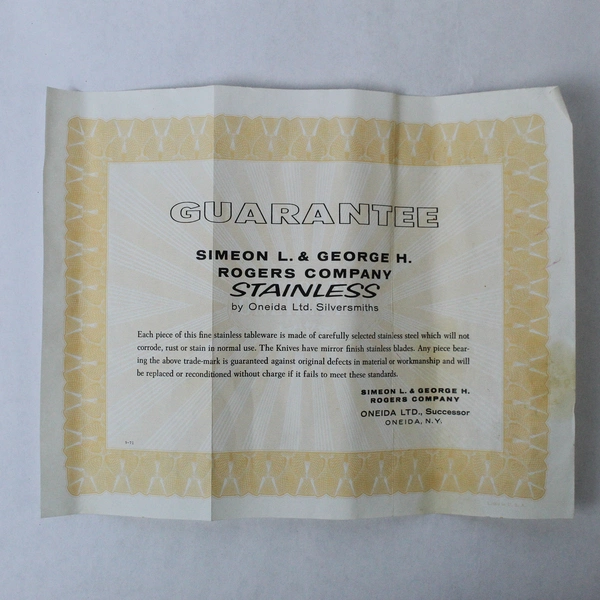 GUARANTEE
SIMEON L. & GEORGE H.
ROGERS COMPANY
STAINLESS
by Oneida Ltd. Silversmiths
Each piece of this fine stainless tableware is made of carefully selected stainless steel which will not
corrode, rust or stain in normal use. The Knives have mirror finish stainless blades. Any piece bear-
ing the above trade-mark is guaranteed against original defects in material or workmanship and will
be replaced or reconditioned without charge if it fails to meet these standards.
SIMEON L. & GEORGE H.
ROGERS COMPANY
ONEIDA LTD., Successor
ONEIDA, N.Y.